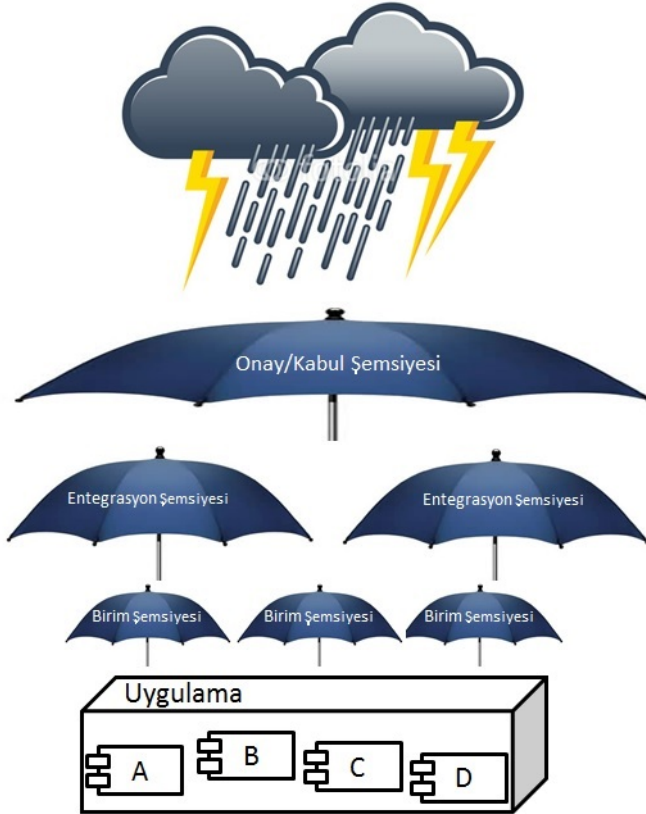 Onay/Kabul Şemsiyesi
Entegrasyon Şemsiyesi
Entegrasyon Şemsiyesi
Birim Şemsiyesi
Birim Şemsiyesi
Birim Şemsiyesi
Uygulama
A
B
C
D